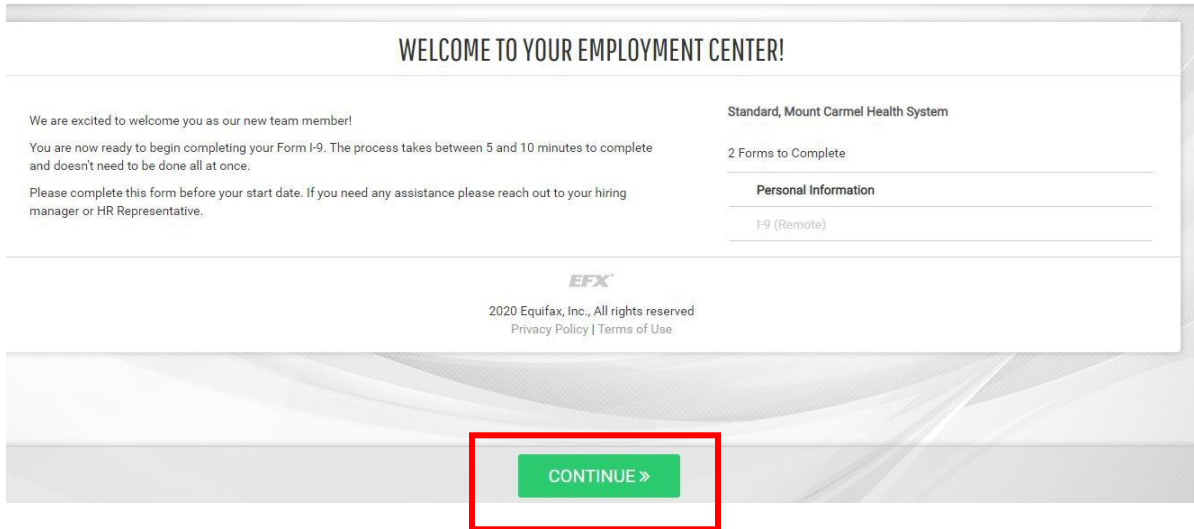 WELCOME TO YOUR EMPLOYMENT CENTER!
We are excited to welcome you as our new team member!
You are now ready to begin completing your Form I-9. The process takes between 5 and 10 minutes to complete
and doesn't need to be done all at once.
Please complete this form before your start date. If you need any assistance please reach out to your hiring
manager or HR Representative.
Standard, Mount Carmel Health System
2 Forms to Complete
Personal Information
I-9 (Remote)
EFX
2020 Equifax, Inc., All rights reserved
Privacy Policy | Terms of Use
CONTINUE »